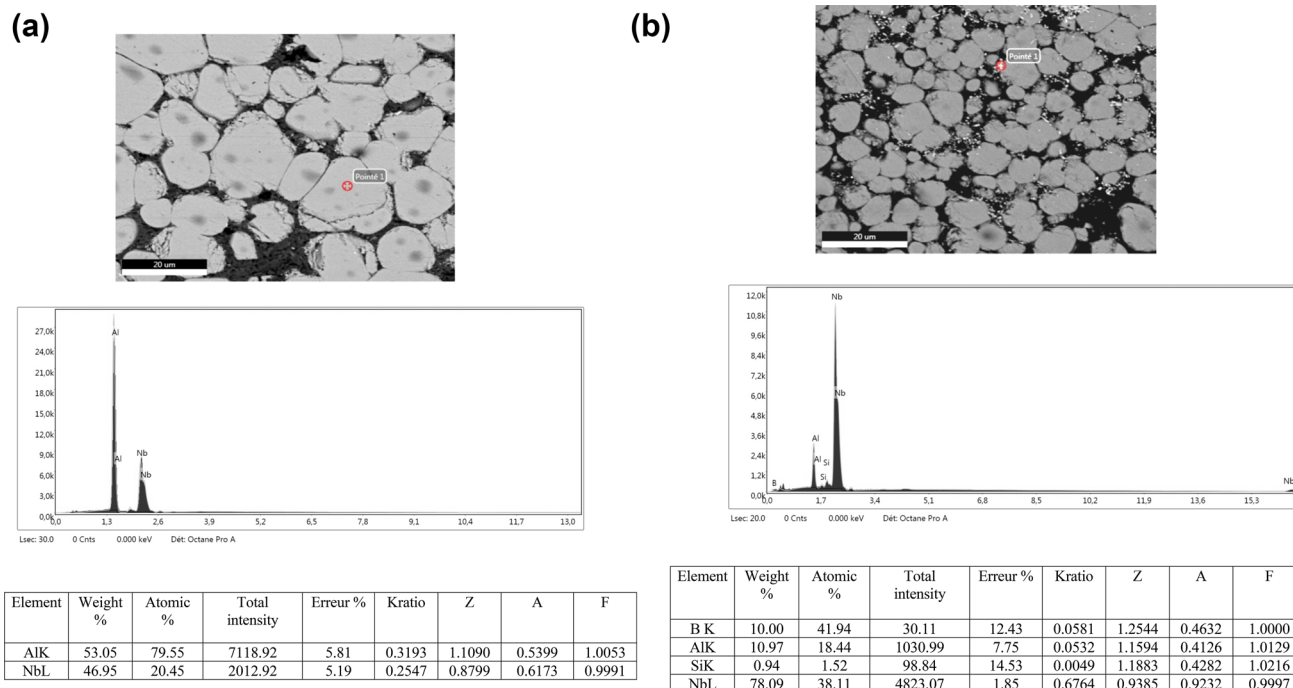 (a)
(b)
Pointé 1
20 um
Pointé 1
20 um
27,0k
24,0k
21,0k
18,0k
15,0k
12,0k
9,0k
6,0k
3,0k
0,0k
Al
Al
Nb
Nb
0,0 1,3 2,6 3,9 5,2 6,5 7,8 9,1 10,4 11,7 13,0
Lsec: 30.0 0 Cnts 0.000 keV Dét: Octane Pro A
12,0k
10,8k
9,6k
8,4k
7,2k
6,0k
4,8k
3,6k
2,4k
1,2k
0,0k
Nb
Nb
Al
Al
Si
Si
B
Nb
0,0 1,7 3,4 5,1 6,8 8,5 10,2 11,9 13,6 15,3
Lsec: 20.0 0 Cnts 0.000 keV Dét: Octane Pro A
Element Weight % Atomic % Total intensity Erreur % Kratio Z A F
AlK 53.05 79.55 7118.92 5.81 0.3193 1.1090 0.5399 1.0053
NbL 46.95 20.45 2012.92 5.19 0.2547 0.8799 0.6173 0.9991
Element Weight % Atomic % Total intensity Erreur % Kratio Z A F
B K 10.00 41.94 30.11 12.43 0.0581 1.2544 0.4632 1.0000
AlK 10.97 18.44 1030.99 7.75 0.0532 1.1594 0.4126 1.0129
SiK 0.94 1.52 98.84 14.53 0.0049 1.1883 0.4282 1.0216
NbL 78.09 38.11 4823.07 1.85 0.6764 0.9385 0.9232 0.9997